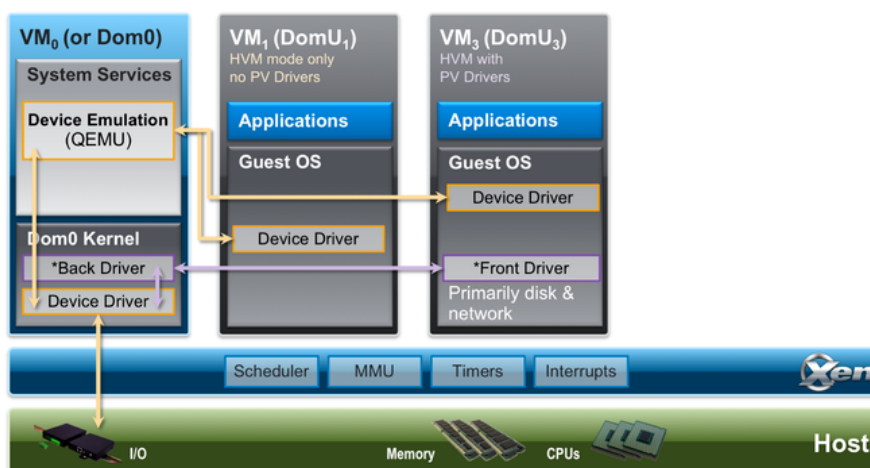 VM0 (or Dom0)
System Services
Device Emulation
(QEMU)
Dom0 Kernel
*Back Driver
Device Driver
VM1 (DomU1)
HVM mode only
no PV Drivers
Applications
Guest OS
Device Driver
VM3 (DomU3)
HVM with
PV Drivers
Applications
Guest OS
Device Driver
*Front Driver
Primarily disk &
network
Scheduler
MMU
Timers
Interrupts
Xen
I/O
Memory
CPUs
Host